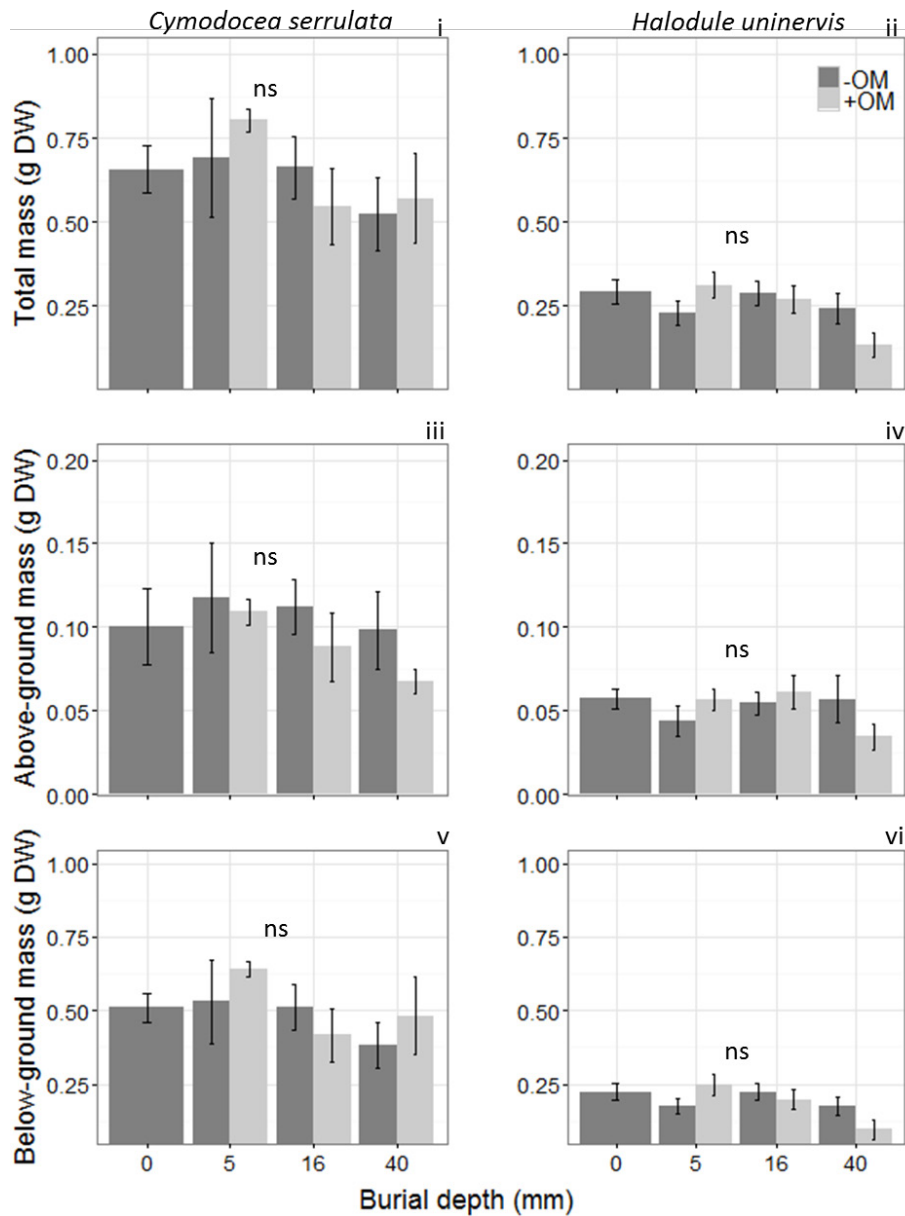 Cymodocea serrulata
i
Halodule uninervis
ii
Total mass (g DW)
1.00
0.75
0.50
0.25
ns
1.00
0.75
0.50
0.25
ns
-OM
+OM
iii
iv
Above-ground mass (g DW)
0.20
0.15
0.10
0.05
0.00
ns
0.20
0.15
0.10
0.05
0.00
ns
v
vi
Below-ground mass (g DW)
1.00
0.75
0.50
0.25
ns
1.00
0.75
0.50
0.25
ns
0 5 16 40
0 5 16 40
Burial depth (mm)